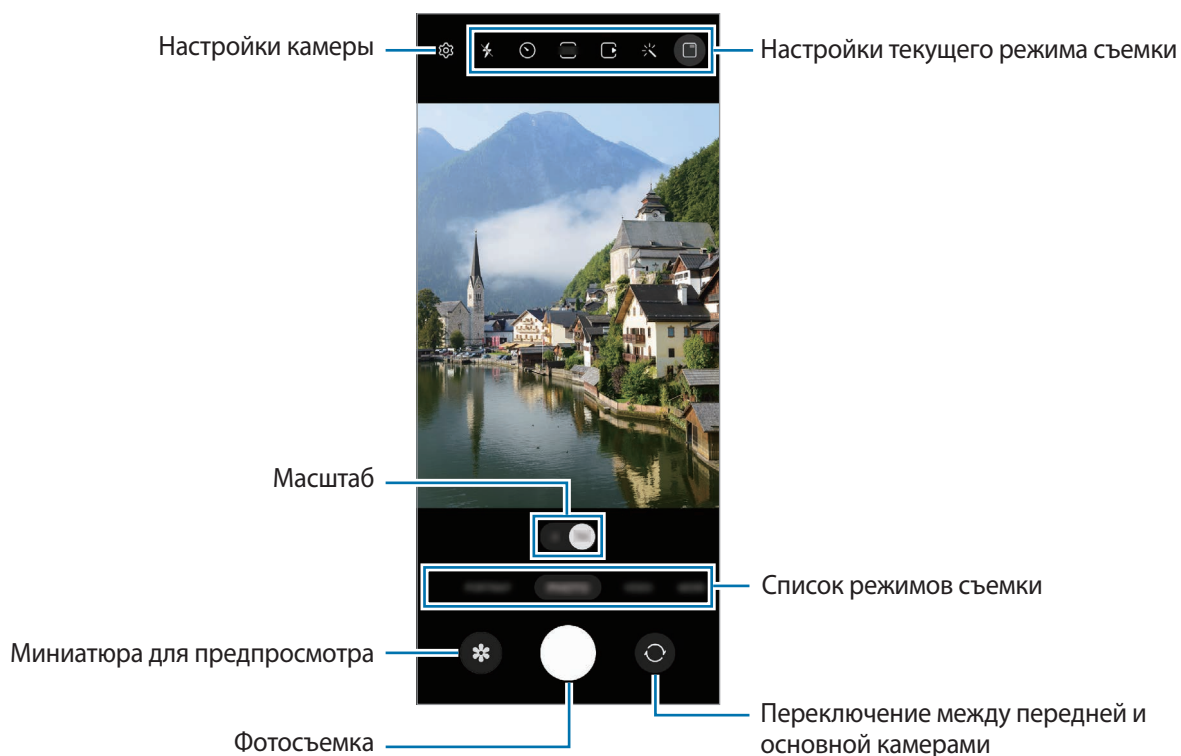 Настройки камеры
Настройки текущего режима съемки
Масштаб
Список режимов съемки
Миниатюра для предпросмотра
Переключение между передней и
основной камерами
Фотосъемка